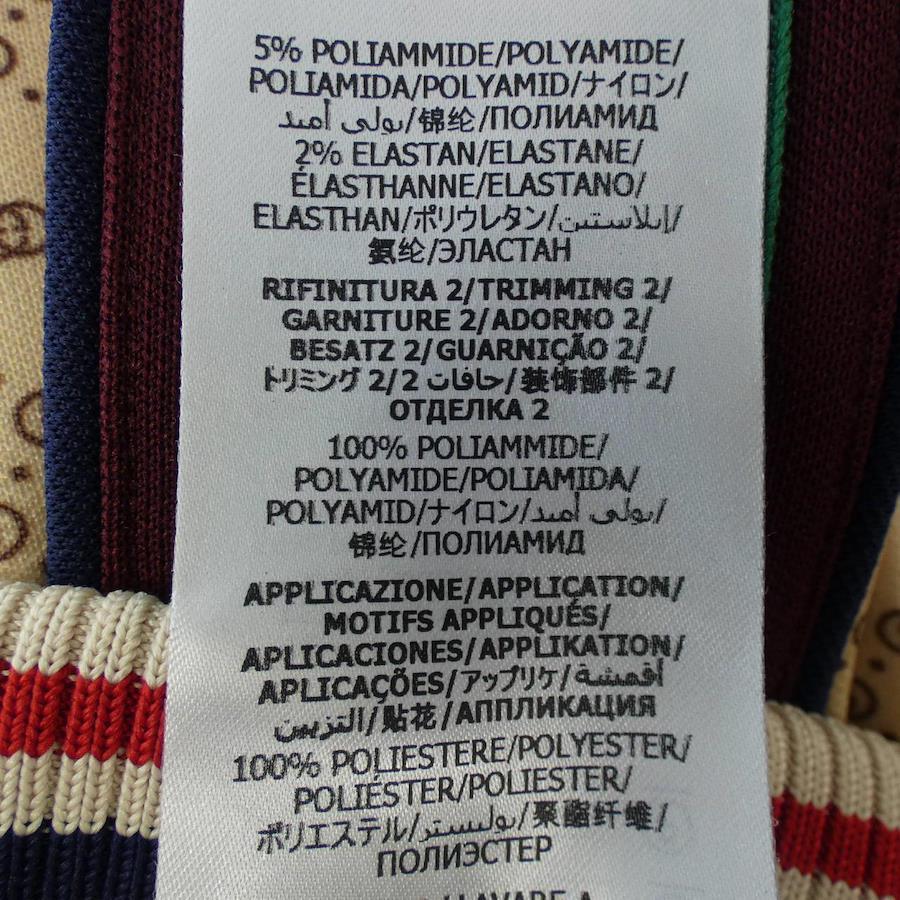 5% POLIAMMIDE/POLYAMIDE/
POLIAMIDA/POLYAMID/ナイロン/
بولي أميد/锦纶/ПОЛИАМИД
2% ELASTAN/ELASTANE/
ÉLASTHANNE/ELASTANO/
ELASTHAN/ポリウレタン/إيلاستين/
氨纶/ЭЛАСТАН
RIFINITURA 2/TRIMMING 2/
GARNITURE 2/ADORNO 2/
BESATZ 2/GUARNIÇÃO 2/
トリミング 2/2 حافات/装饰部件 2/
ОТДЕЛКА 2
100% POLIAMMIDE/
POLYAMIDE/POLIAMIDA/
POLYAMID/ナイロン/بولي أميد/
锦纶/ПОЛИАМИД
APPLICAZIONE/APPLICATION/
MOTIFS APPLIQUÉS/
APLICACIONES/APPLIKATION/
APLICAÇÕES/アップリケ/أقمشة
التزيين/贴花/АППЛИКАЦИЯ
100% POLIESTERE/POLYESTER/
POLIÉSTER/POLIESTER/
ポリエステル/بوليستر/聚酯纤维/
ПОЛИЭСТЕР